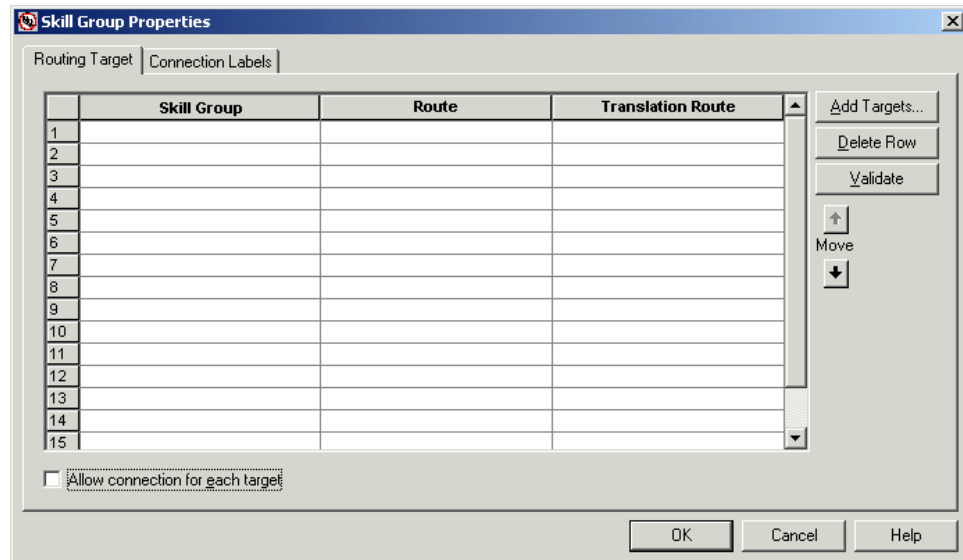 Skill Group Properties
Routing Target
Connection Labels
Skill Group Route Translation Route
1
2
3
4
5
6
7
8
9
10
11
12
13
14
15
Add Targets...
Delete Row
Validate
Move
Allow connection for each target
OK Cancel Help